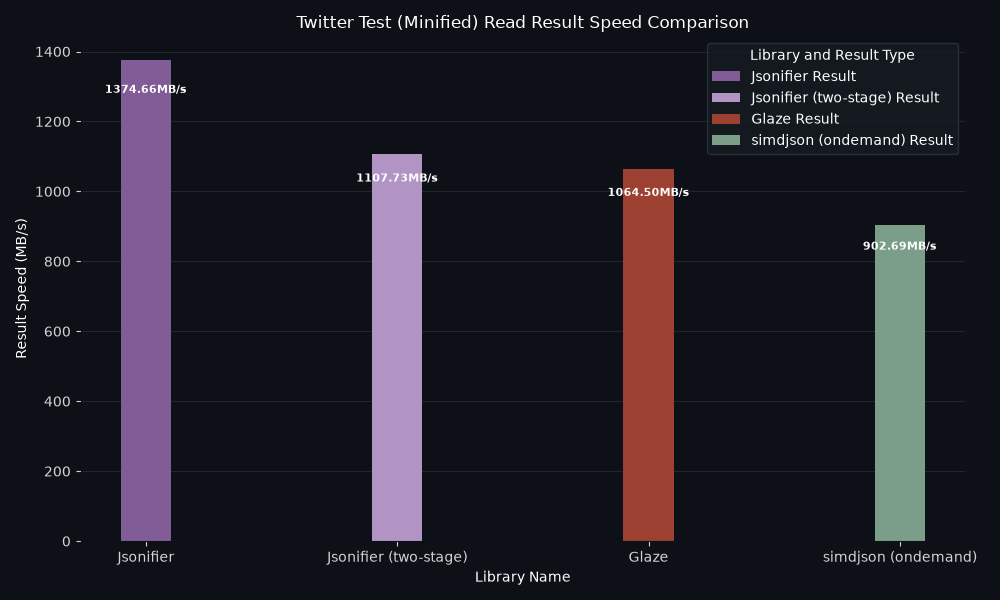 Twitter Test (Minified) Read Result Speed Comparison
Library and Result Type
Jsonifier Result
Jsonifier (two-stage) Result
Glaze Result
simdjson (ondemand) Result
1400
1200
1000
800
600
400
200
0
Result Speed (MB/s)
1374.66MB/s
1107.73MB/s
1064.50MB/s
902.69MB/s
Jsonifier
Jsonifier (two-stage)
Glaze
simdjson (ondemand)
Library Name